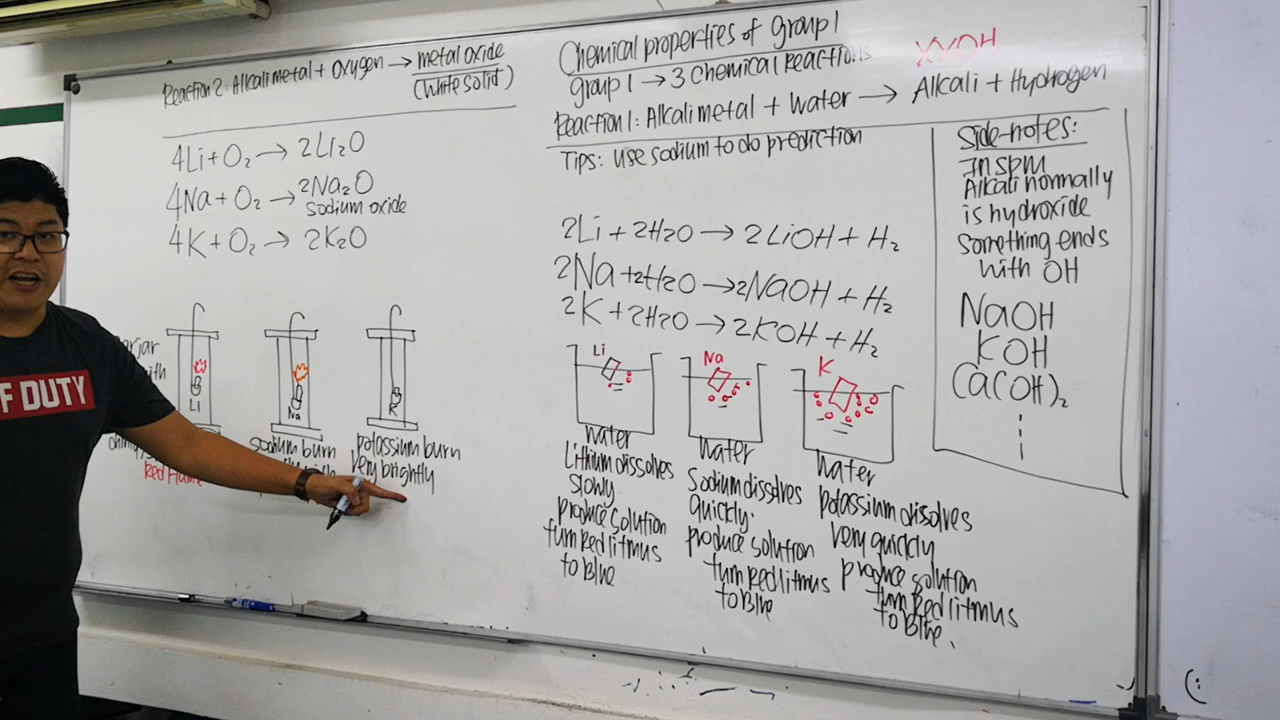 Reaction 2: Alkali metal + Oxygen → metal oxide
(White solid)
4Li + O₂ → 2Li₂O
4Na + O₂ → 2Na₂O
sodium oxide
4K + O₂ → 2K₂O
Li
Na
K
sodium burn
potassium burn
very brightly
Red Flame
F DUTY
Chemical properties of Group 1
group 1 → 3 Chemical Reactions
XXOH
Reaction 1: Alkali metal + water → Alkali + Hydrogen
Tips: use sodium to do prediction
2Li + 2H₂O → 2LiOH + H₂
2Na + 2H₂O → 2NaOH + H₂
2K + 2H₂O → 2KOH + H₂
Li
Na
K
water
Lithium dissolves
slowly
produce solution
turn Red litmus
to Blue
water
Sodium dissolves
Quickly.
produce solution
turn Red litmus
to Blue
water
potassium dissolves
very quickly
produce solution
turn Red litmus
to Blue.
Side-notes:
In SPM
Alkali normally
is hydroxide
something ends
with OH
NaOH
KOH
Ca(OH)₂